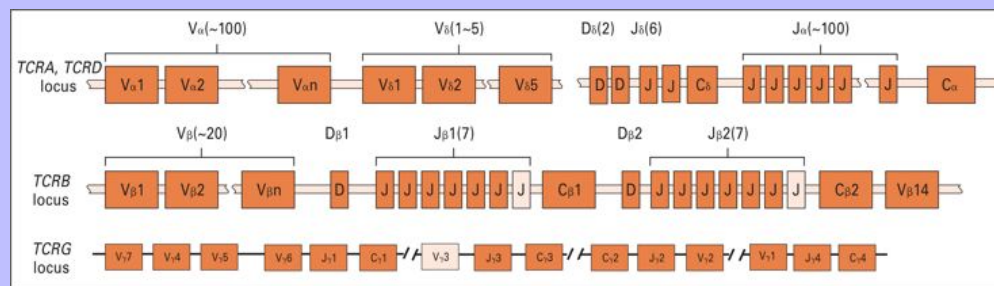 Vα(~100) Vδ(1~5) Dδ(2) Jδ(6) Jα(~100)
TCRA, TCRD
locus
Vα1 Vα2 Vαn Vδ1 Vδ2 Vδ5 D D J J Cδ J J J J J J Cα
Vβ(~20) Dβ1 Jβ1(7) Dβ2 Jβ2(7)
TCRB
locus
Vβ1 Vβ2 Vβn D J J J J J J J Cβ1 D J J J J J J J Cβ2 Vβ14
TCRG
locus
Vγ7 Vγ4 Vγ5 Vγ6 Jγ1 Cγ1 Vγ3 Jγ3 Cγ3 Cγ2 Jγ2 Vγ2 Vγ1 Jγ4 Cγ4